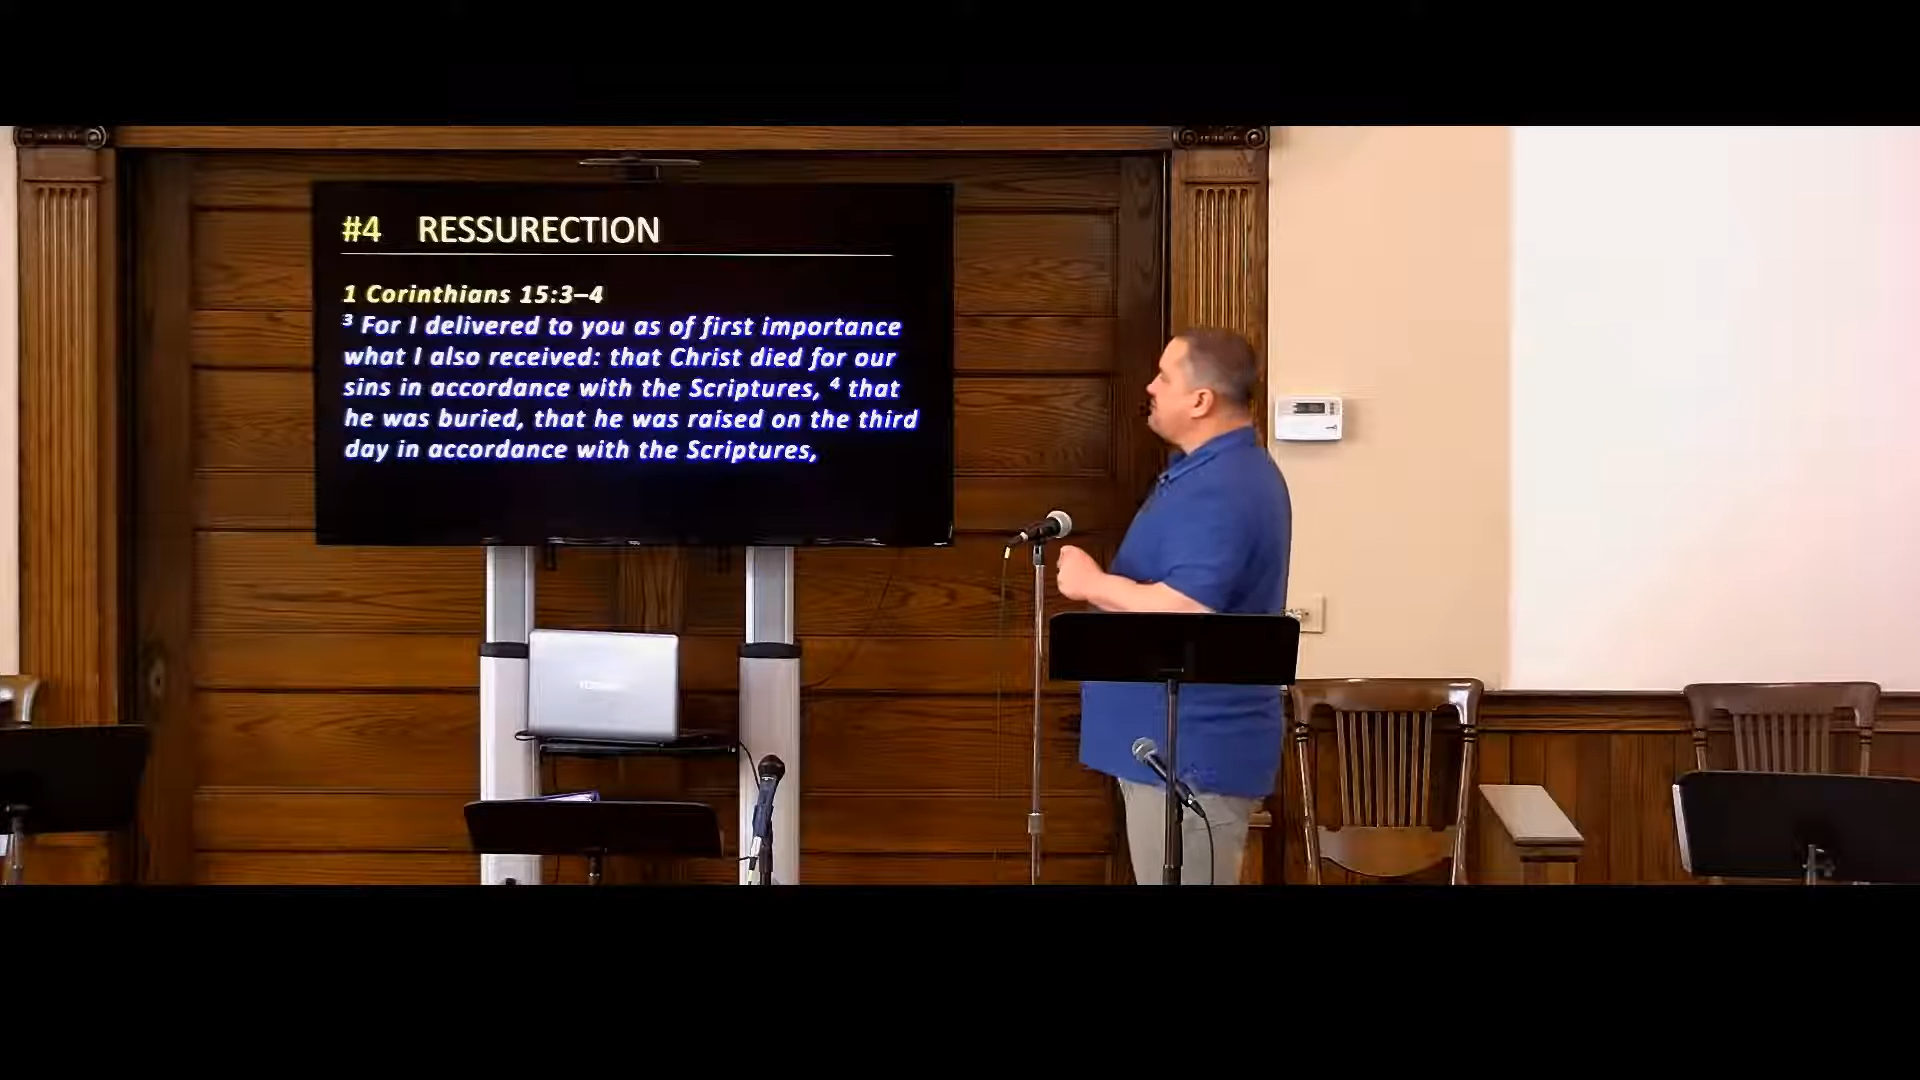 #4 RESSURECTION
1 Corinthians 15:3–4
³ For I delivered to you as of first importance
what I also received: that Christ died for our
sins in accordance with the Scriptures, ⁴ that
he was buried, that he was raised on the third
day in accordance with the Scriptures,